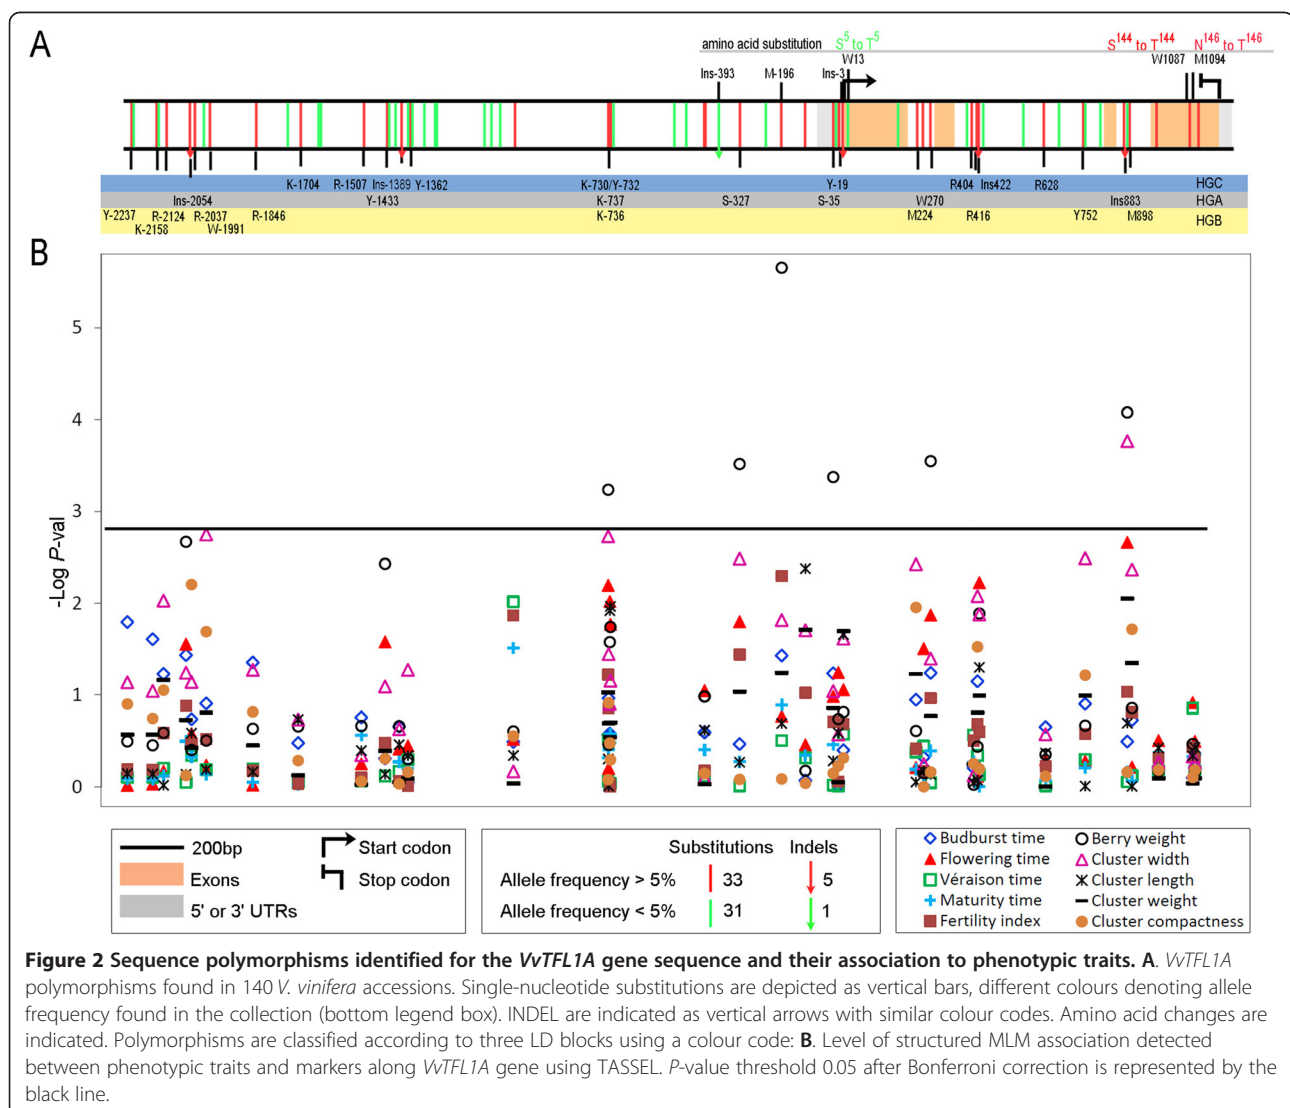 A
amino acid substitution S5 to T5 S144 to T144 N146 to T146
W13 W1087 M1094
Ins-393 M-196 Ins-3
K-1704 R-1507 Ins-1389 Y-1362 K-730/Y-732 Y-19 R404 Ins422 R628 HGC
Ins-2054 Y-1433 K-737 S-327 S-35 W270 Ins883 HGA
Y-2237 R-2124 R-2037 R-1846 K-736 M224 R416 Y752 M898 HGB
K-2158 W-1991
B
-Log P-val
5
4
3
2
1
0
200bp Start codon
Exons Stop codon
5' or 3' UTRs
Substitutions Indels
Allele frequency > 5% 33 5
Allele frequency < 5% 31 1
Budburst time Berry weight
Flowering time Cluster width
Véraison time Cluster length
Maturity time Cluster weight
Fertility index Cluster compactness
Figure 2 Sequence polymorphisms identified for the VvTFL1A gene sequence and their association to phenotypic traits. A. VvTFL1A
polymorphisms found in 140 V. vinifera accessions. Single-nucleotide substitutions are depicted as vertical bars, different colours denoting allele
frequency found in the collection (bottom legend box). INDEL are indicated as vertical arrows with similar colour codes. Amino acid changes are
indicated. Polymorphisms are classified according to three LD blocks using a colour code: B. Level of structured MLM association detected
between phenotypic traits and markers along VvTFL1A gene using TASSEL. P-value threshold 0.05 after Bonferroni correction is represented by the
black line.